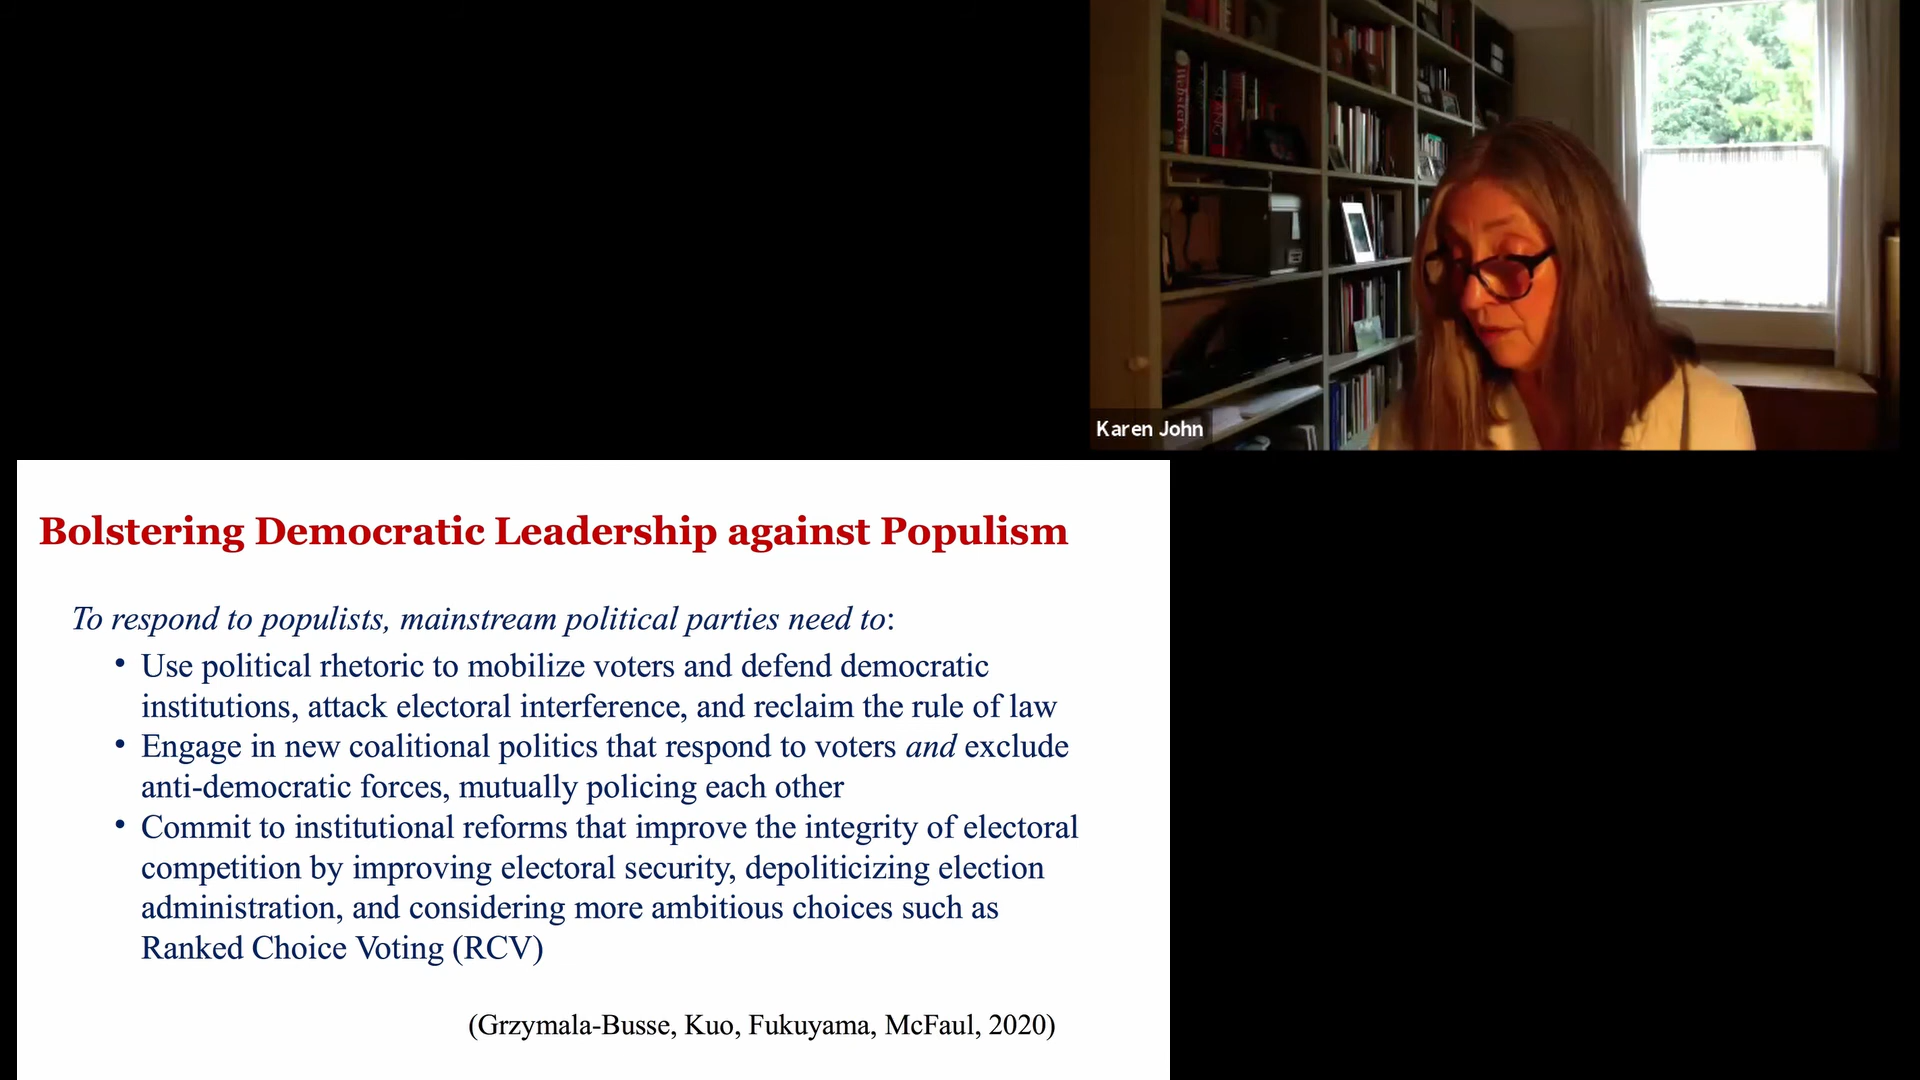 Webster's
SLANG
Karen John
Bolstering Democratic Leadership against Populism
To respond to populists, mainstream political parties need to:
• Use political rhetoric to mobilize voters and defend democratic
institutions, attack electoral interference, and reclaim the rule of law
• Engage in new coalitional politics that respond to voters and exclude
anti-democratic forces, mutually policing each other
• Commit to institutional reforms that improve the integrity of electoral
competition by improving electoral security, depoliticizing election
administration, and considering more ambitious choices such as
Ranked Choice Voting (RCV)
(Grzymala-Busse, Kuo, Fukuyama, McFaul, 2020)